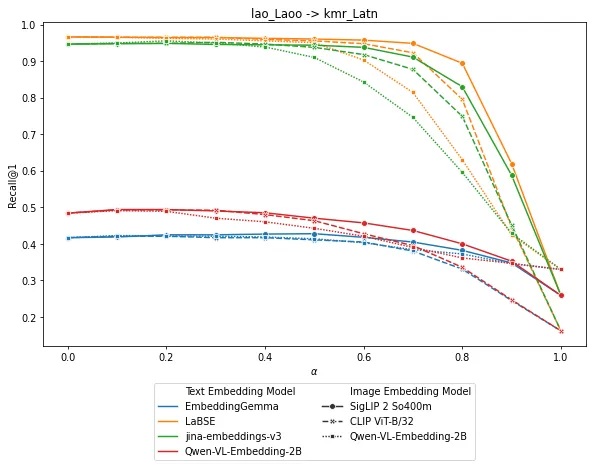 lao_Laoo -> kmr_Latn
1.0
0.9
0.8
0.7
0.6
0.5
0.4
0.3
0.2
Recall@1
0.0 0.2 0.4 0.6 0.8 1.0
α
Text Embedding Model Image Embedding Model
EmbeddingGemma SigLIP 2 So400m
LaBSE CLIP ViT-B/32
jina-embeddings-v3 Qwen-VL-Embedding-2B
Qwen-VL-Embedding-2B